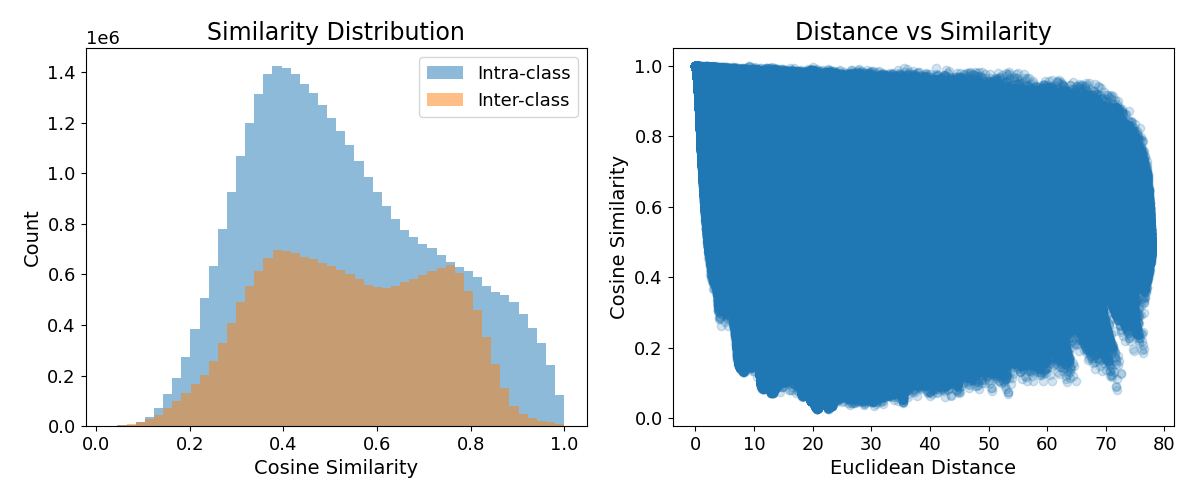 Similarity Distribution
1e6
1.4
1.2
1.0
0.8
0.6
0.4
0.2
0.0
Count
0.0 0.2 0.4 0.6 0.8 1.0
Cosine Similarity
Intra-class
Inter-class
Distance vs Similarity
1.0
0.8
0.6
0.4
0.2
0.0
Cosine Similarity
0 10 20 30 40 50 60 70 80
Euclidean Distance